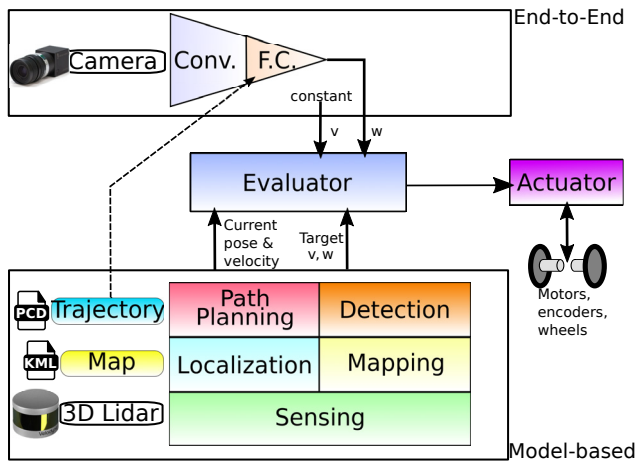 End-to-End
Camera
Conv.
F.C.
constant
v
w
Evaluator
Actuator
Current
pose &
velocity
Target
v, w
Motors,
encoders,
wheels
PCD
Trajectory
Path
Planning
Detection
KML
Map
Localization
Mapping
3D Lidar
Sensing
Model-based